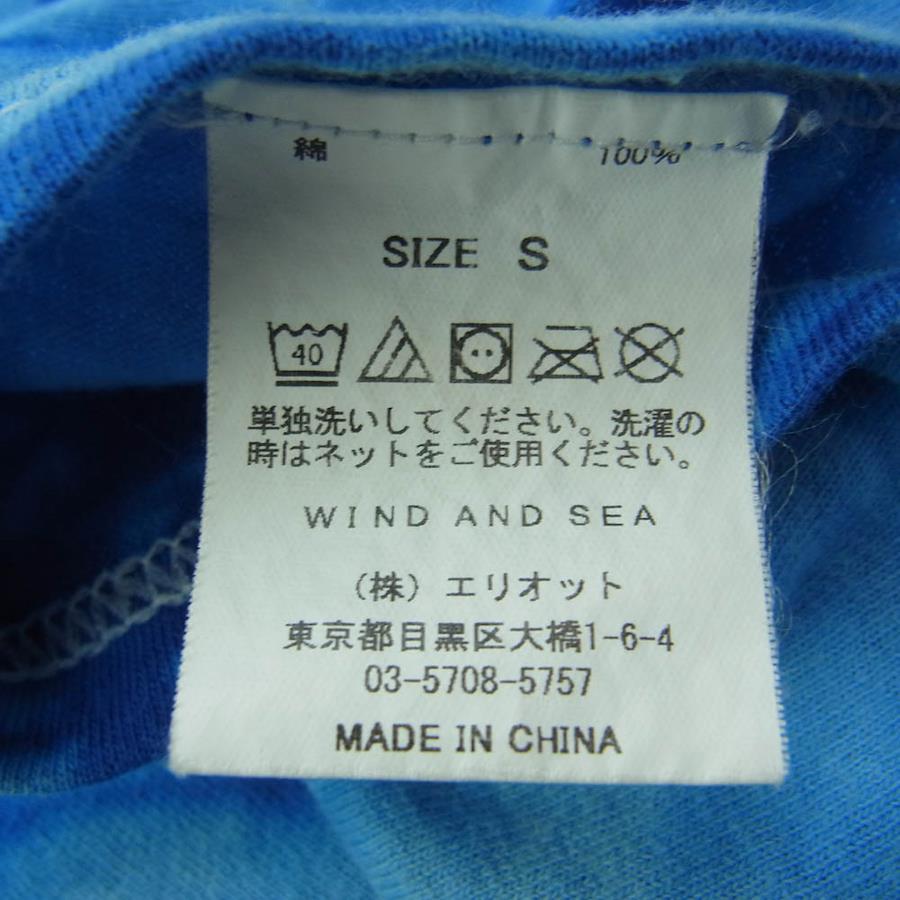 綿 100%
SIZE S
40
単独洗いしてください。洗濯の
時はネットをご使用ください。
WIND AND SEA
(株) エリオット
東京都目黒区大橋1-6-4
03-5708-5757
MADE IN CHINA